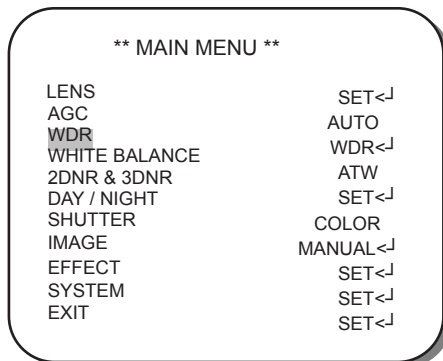 ** MAIN MENU **
LENS SET<┘
AGC AUTO
WDR WDR<┘
WHITE BALANCE ATW
2DNR & 3DNR SET<┘
DAY / NIGHT COLOR
SHUTTER MANUAL<┘
IMAGE SET<┘
EFFECT SET<┘
SYSTEM SET<┘
EXIT